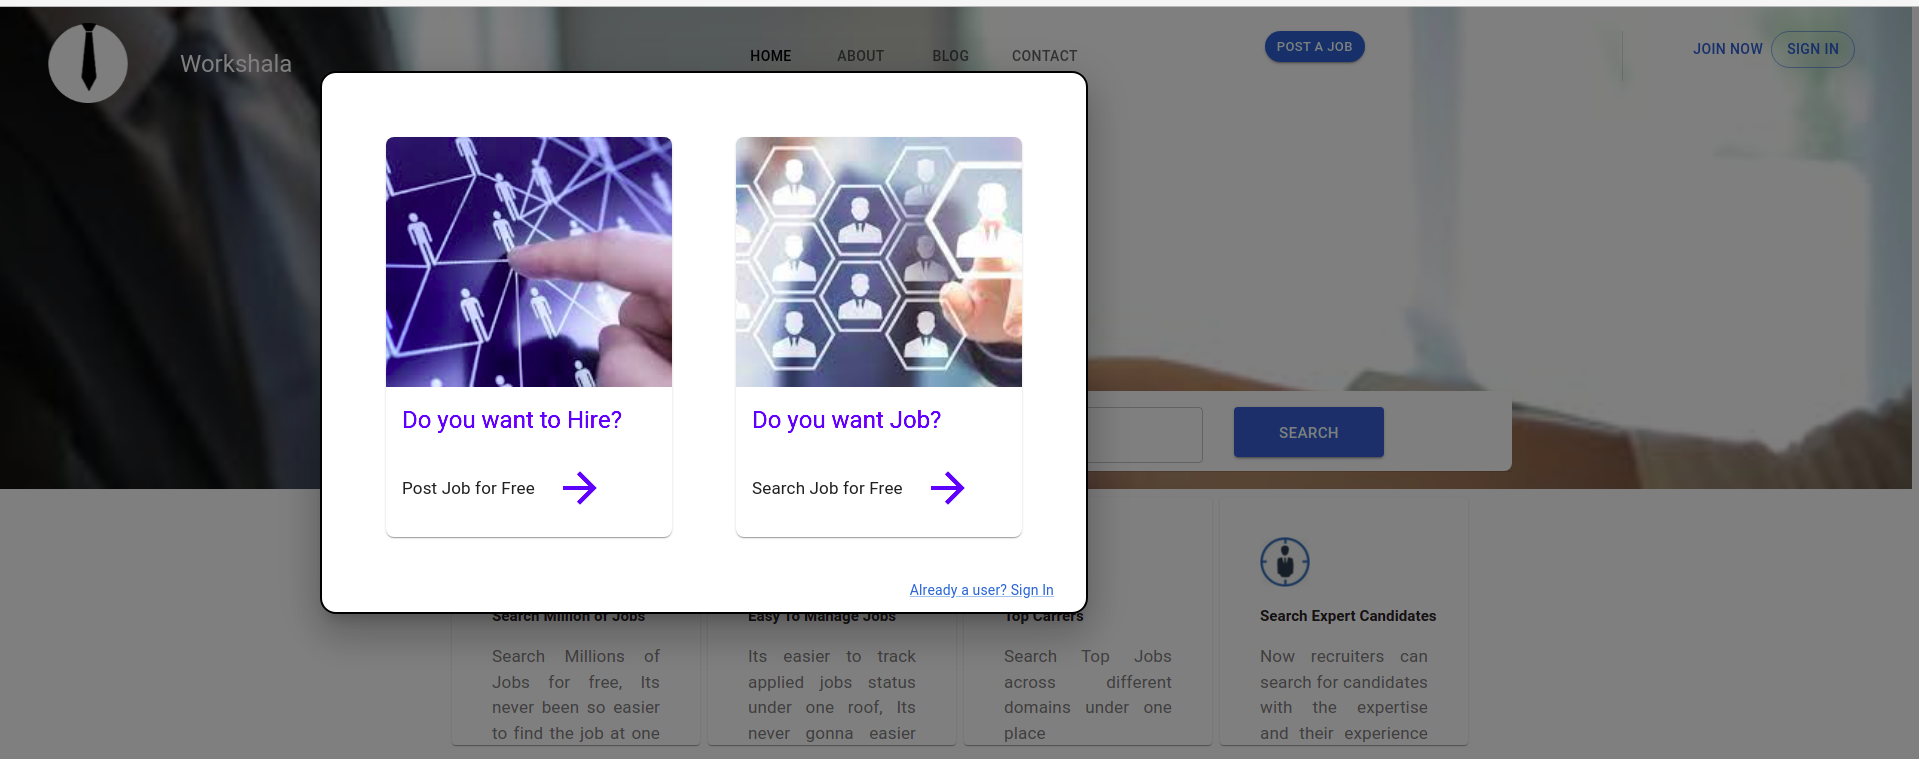 Workshala
HOME ABOUT BLOG CONTACT
POST A JOB
JOIN NOW SIGN IN
Do you want to Hire?
Post Job for Free
Do you want Job?
Search Job for Free
Already a user? Sign In
SEARCH
Search Million of Jobs
Search Millions of
Jobs for free, Its
never been so easier
to find the job at one
Easy To Manage Jobs
Its easier to track
applied jobs status
under one roof, Its
never gonna easier
Top Carrers
Search Top Jobs
across different
domains under one
place
Search Expert Candidates
Now recruiters can
search for candidates
with the expertise
and their experience